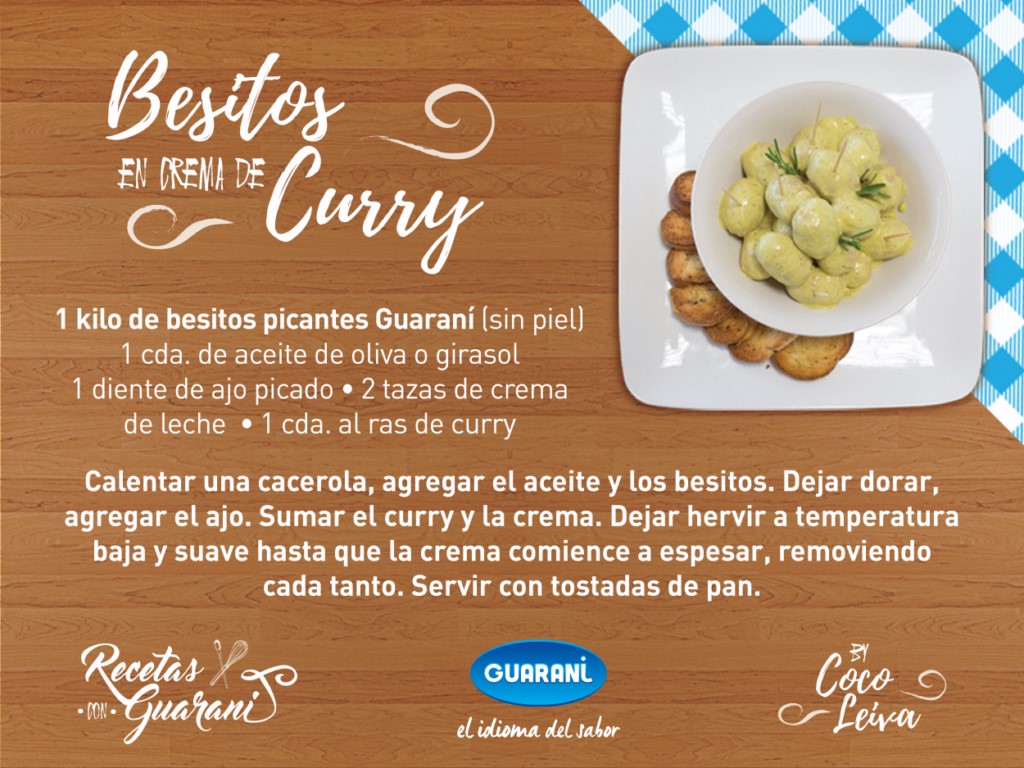 Besitos
EN CREMA DE
Curry
1 kilo de besitos picantes Guaraní (sin piel)
1 cda. de aceite de oliva o girasol
1 diente de ajo picado • 2 tazas de crema
de leche • 1 cda. al ras de curry
Calentar una cacerola, agregar el aceite y los besitos. Dejar dorar,
agregar el ajo. Sumar el curry y la crema. Dejar hervir a temperatura
baja y suave hasta que la crema comience a espesar, removiendo
cada tanto. Servir con tostadas de pan.
Recetas
•CON• Guaraní
GUARANÍ
el idioma del sabor
BY
Coco
Leiva